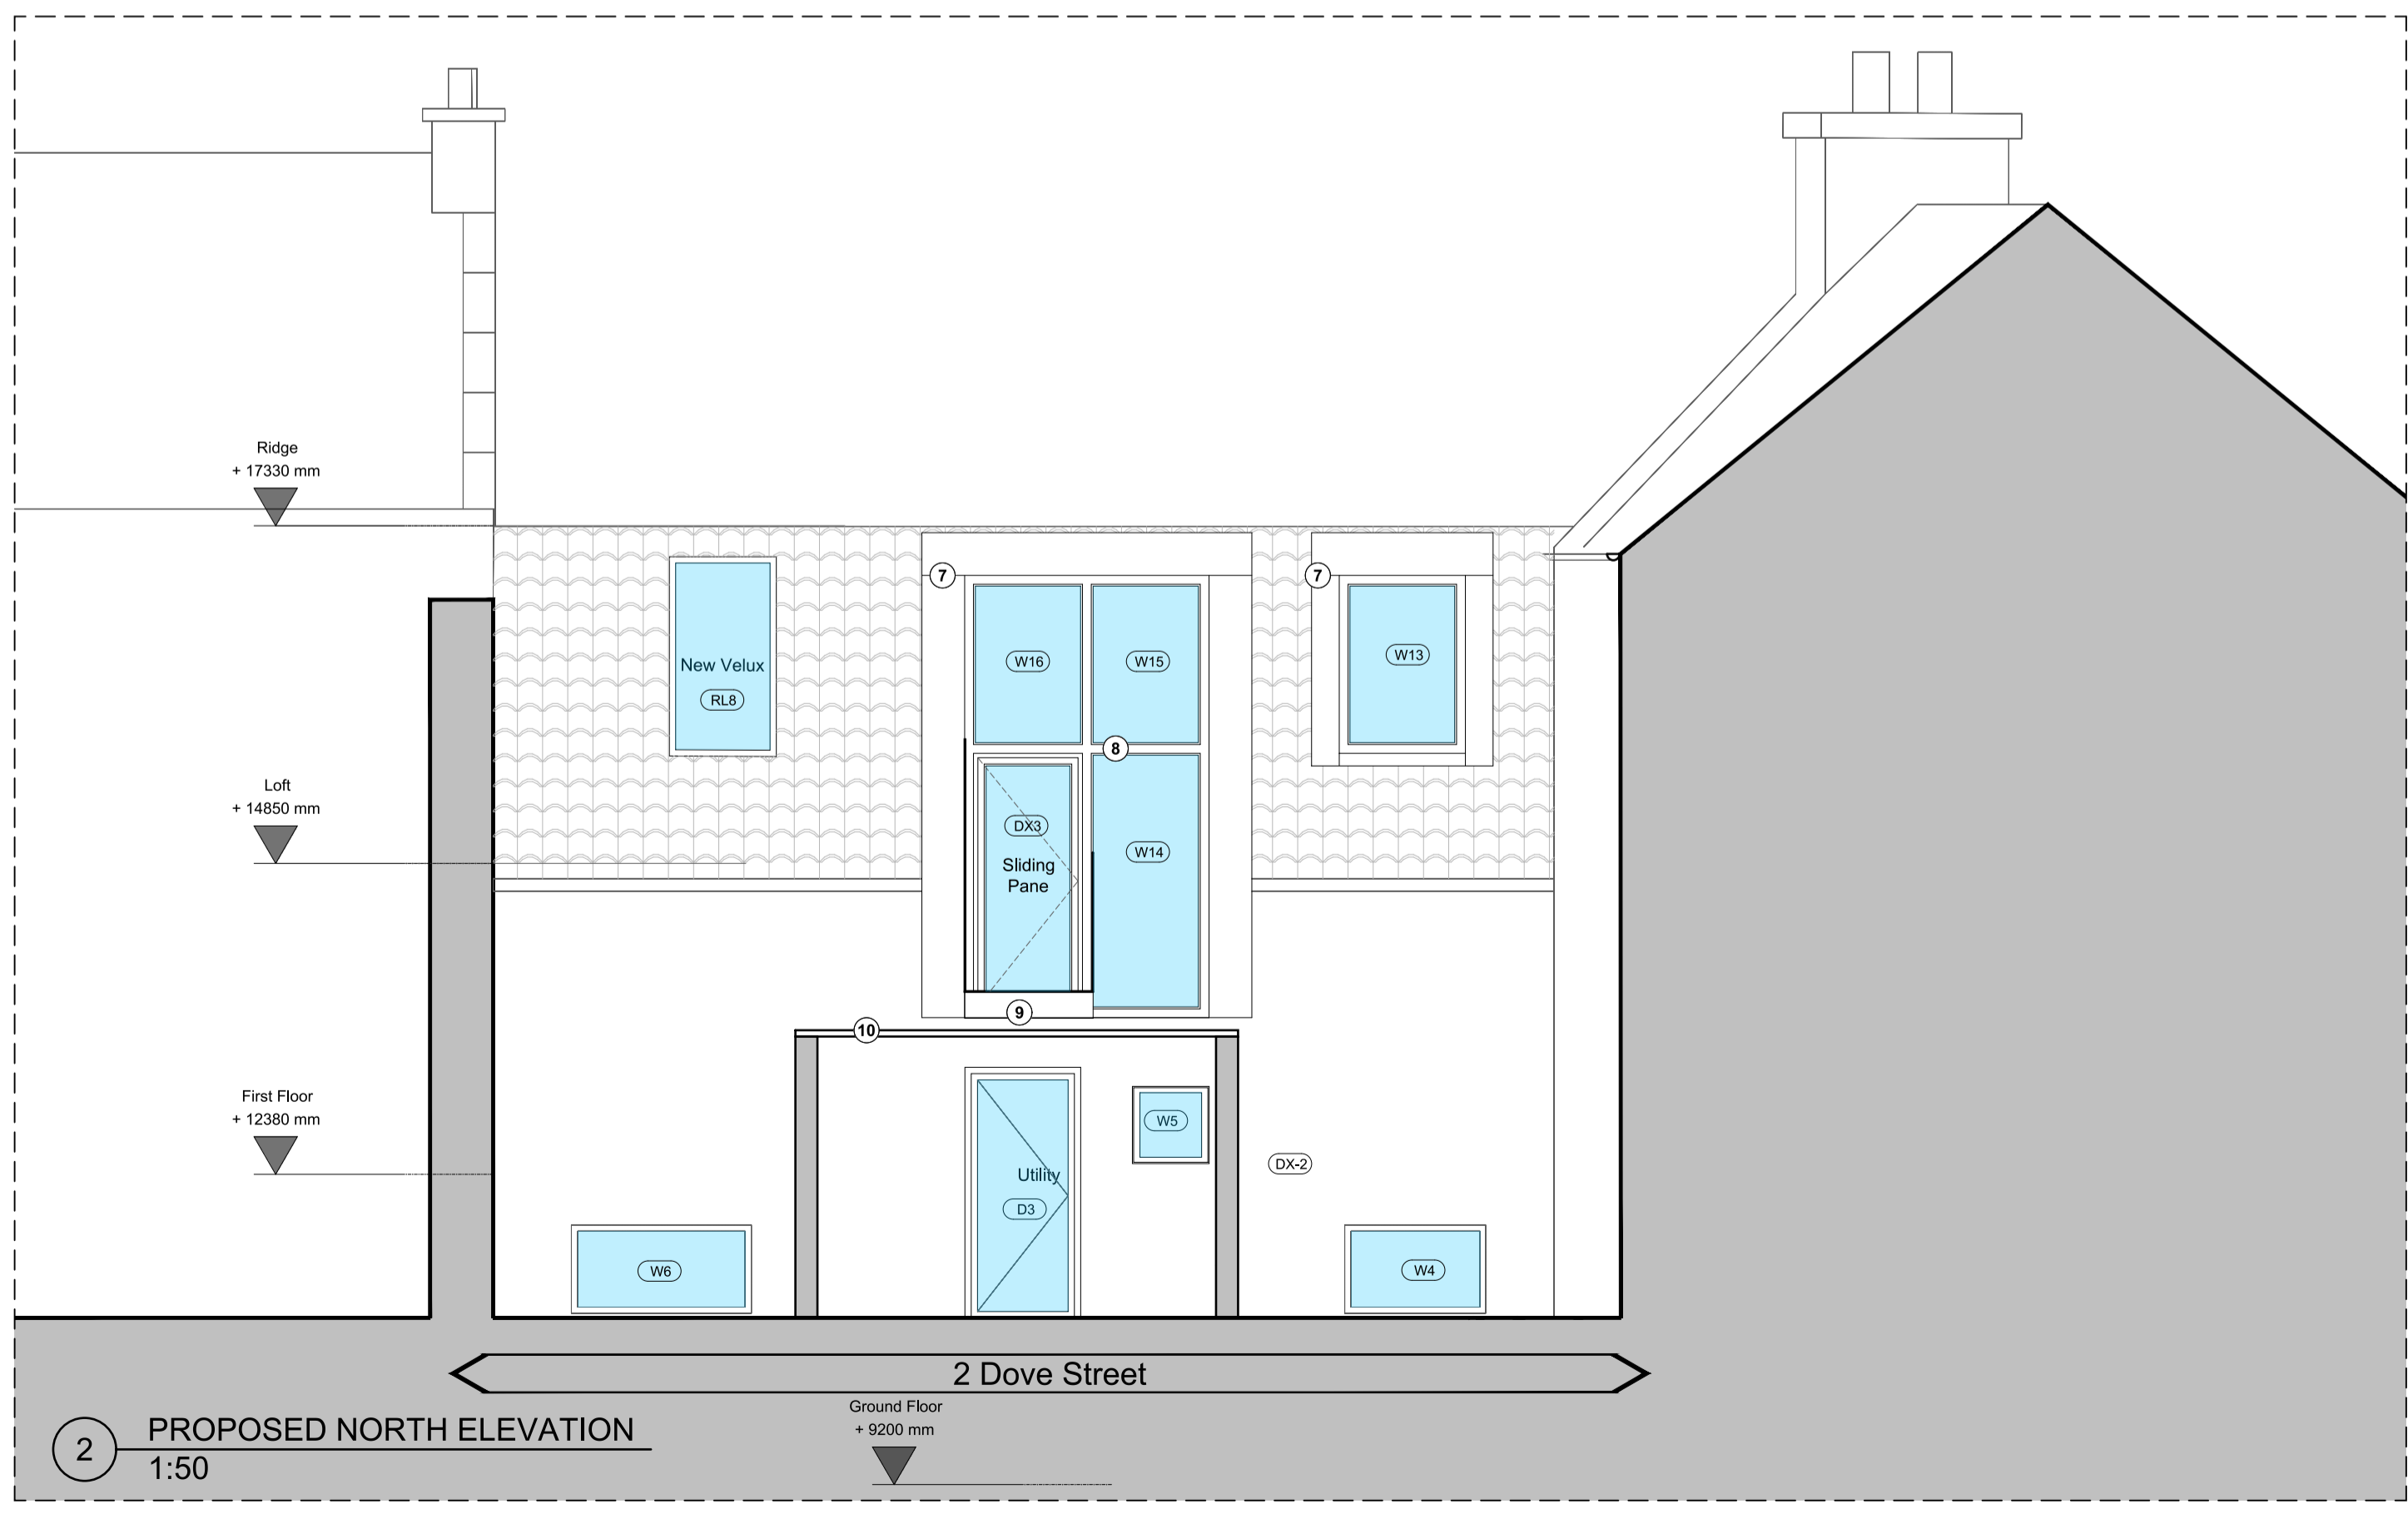 Ridge
+ 17330 mm
7
7
W16
W15
W13
New Velux
RL8
8
Loft
+ 14850 mm
DX3
W14
Sliding
Pane
9
10
First Floor
+ 12380 mm
W5
DX-2
Utility
D3
W6
W4
2 Dove Street
Ground Floor
+ 9200 mm
2
PROPOSED NORTH ELEVATION
1:50